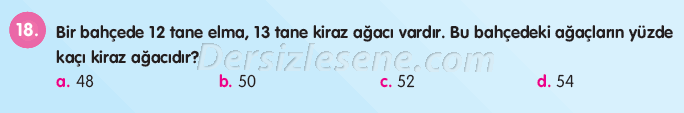 18. Bir bahçede 12 tane elma, 13 tane kiraz ağacı vardır. Bu bahçedeki ağaçların yüzde
kaçı kiraz ağacıdır?
Dersizlesene.com
a. 48 b. 50 c. 52 d. 54